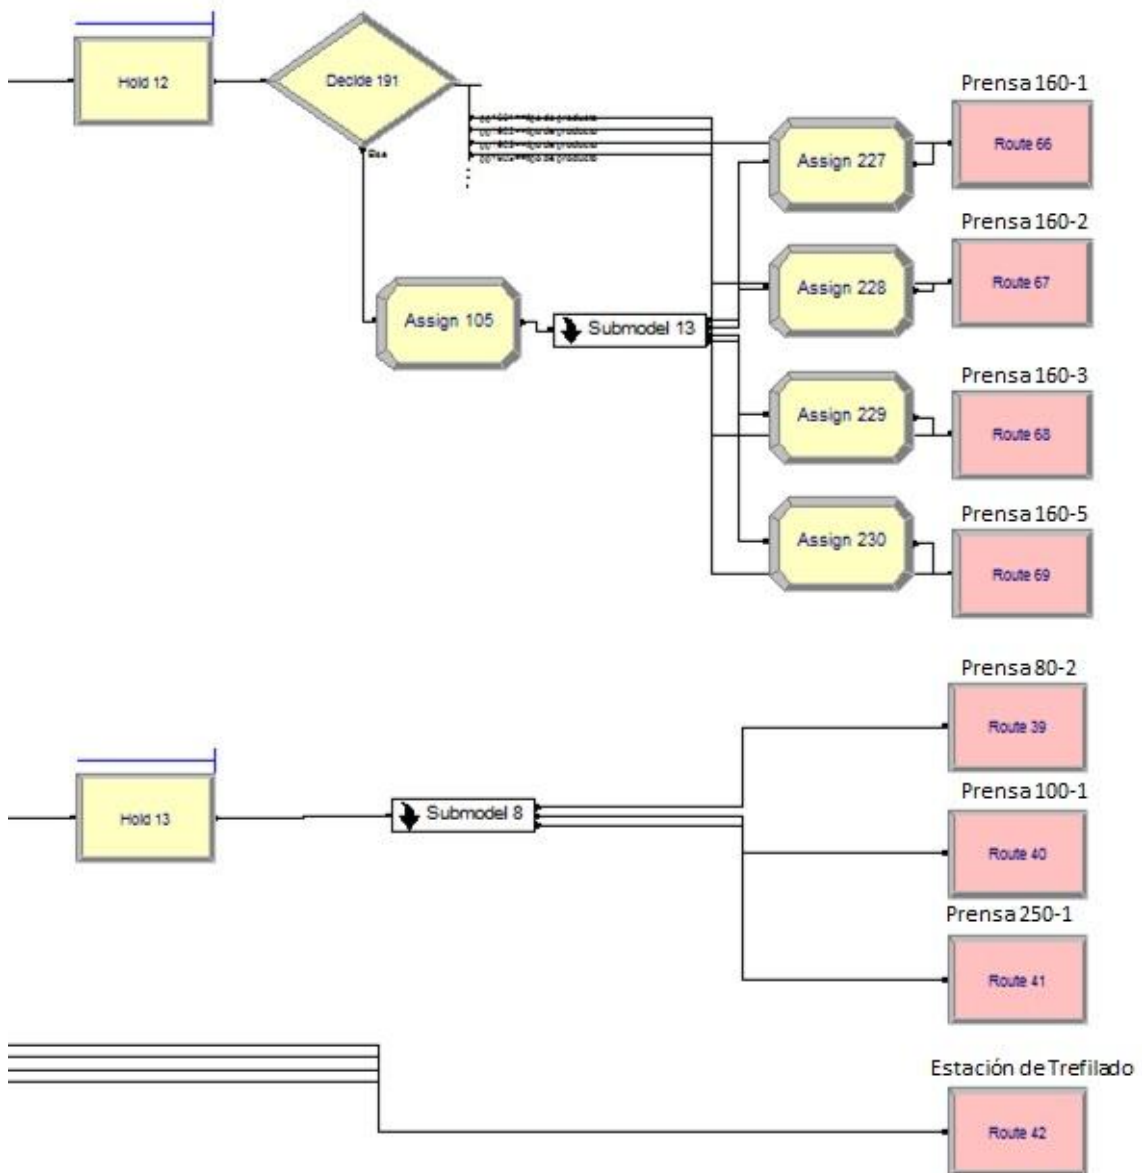 Hold 12
Decide 191
Else
Prensa 160-1
Assign 227
Route 66
Prensa 160-2
Assign 228
Route 67
Assign 105
Submodel 13
Prensa 160-3
Assign 229
Route 68
Prensa 160-5
Assign 230
Route 69
Prensa 80-2
Route 39
Hold 13
Submodel 8
Prensa 100-1
Route 40
Prensa 250-1
Route 41
Estación de Trefilado
Route 42